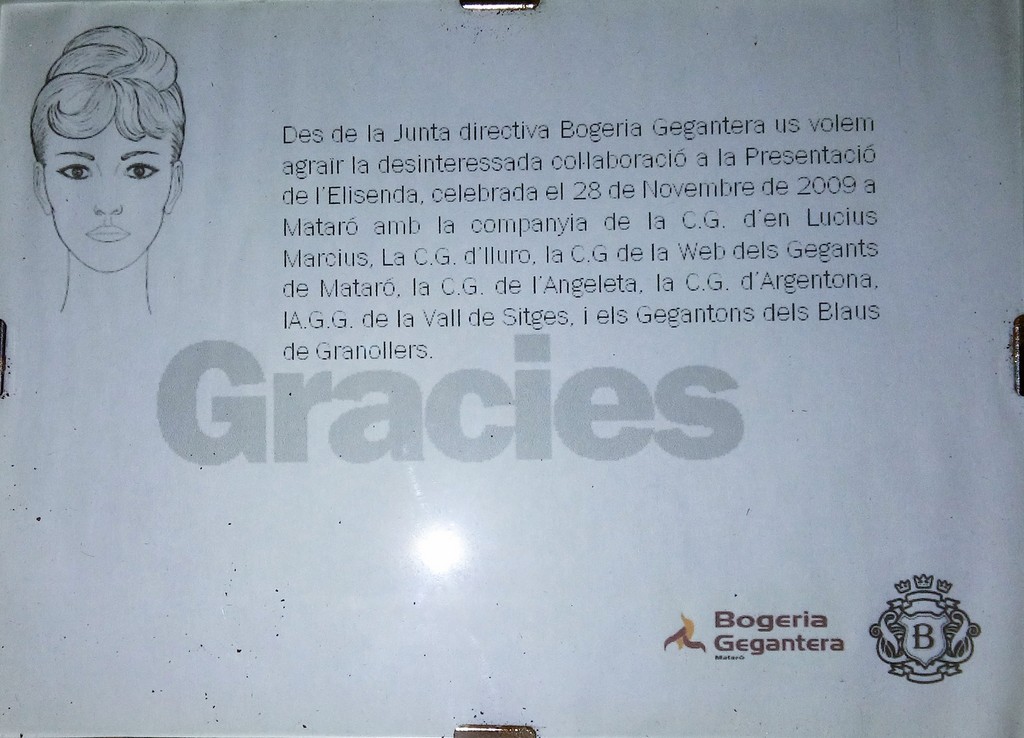 Des de la Junta directiva Bogeria Gegantera us volem
agrair la desinteressada col·laboració a la Presentació
de l'Elisenda, celebrada el 28 de Novembre de 2009 a
Mataró amb la companyia de la C.G. d'en Lucius
Marcius, La C.G. d'Iluro, la C.G de la Web dels Gegants
de Mataró, la C.G. de l'Angeleta, la C.G. d'Argentona,
lA.G.G. de la Vall de Sitges, i els Gegantons dels Blaus
de Granollers.
Gracies
Bogeria
Gegantera
Mataró
B